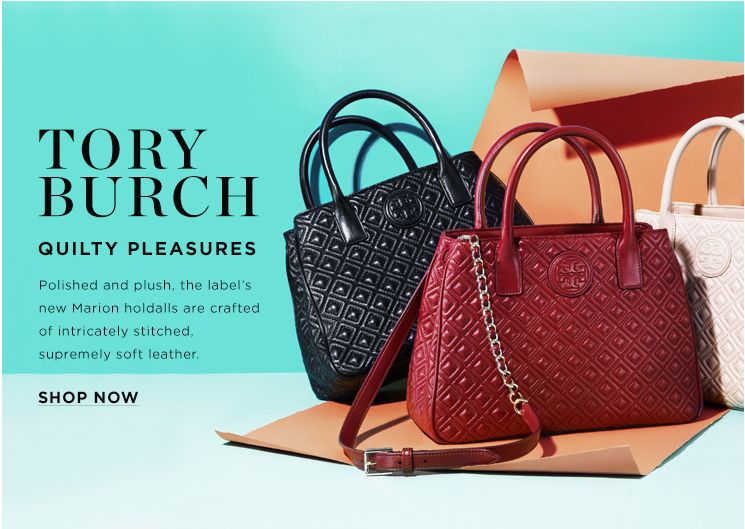 TORY
BURCH
QUILTY PLEASURES
Polished and plush, the label's
new Marion holdalls are crafted
of intricately stitched,
supremely soft leather.
SHOP NOW